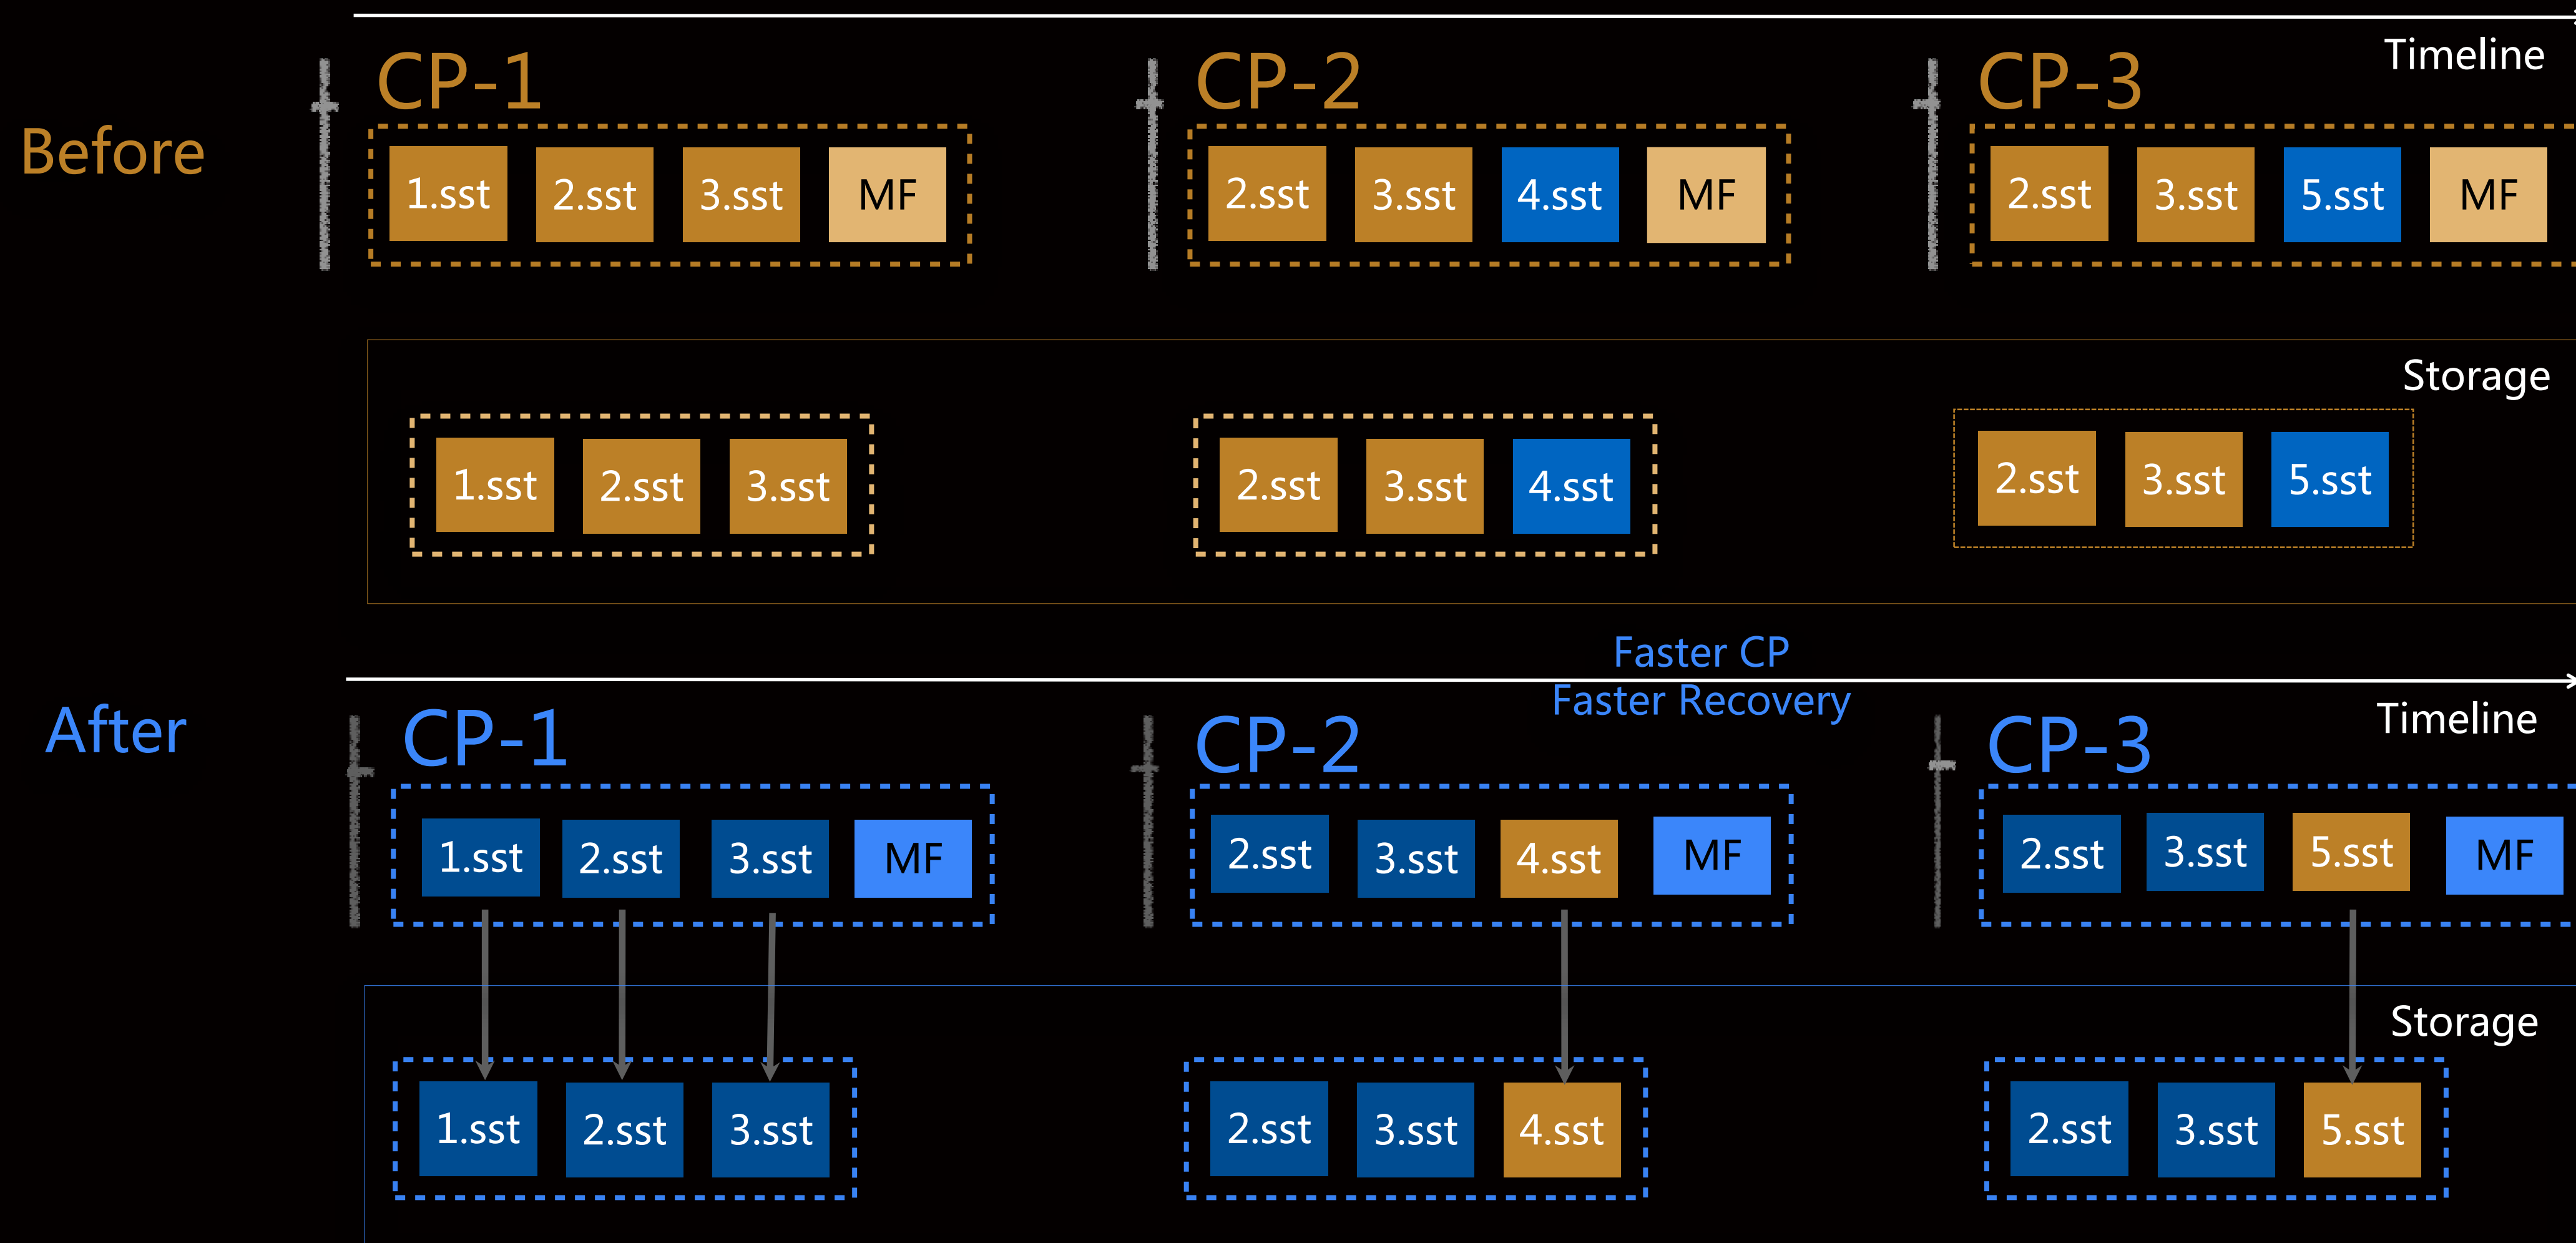 Timeline
Before
CP-1
CP-2
CP-3
1.sst 2.sst 3.sst MF
2.sst 3.sst 4.sst MF
2.sst 3.sst 5.sst MF
Storage
1.sst 2.sst 3.sst
2.sst 3.sst 4.sst
2.sst 3.sst 5.sst
Faster CP
Faster Recovery
Timeline
After
CP-1
CP-2
CP-3
1.sst 2.sst 3.sst MF
2.sst 3.sst 4.sst MF
2.sst 3.sst 5.sst MF
Storage
1.sst 2.sst 3.sst
2.sst 3.sst 4.sst
2.sst 3.sst 5.sst